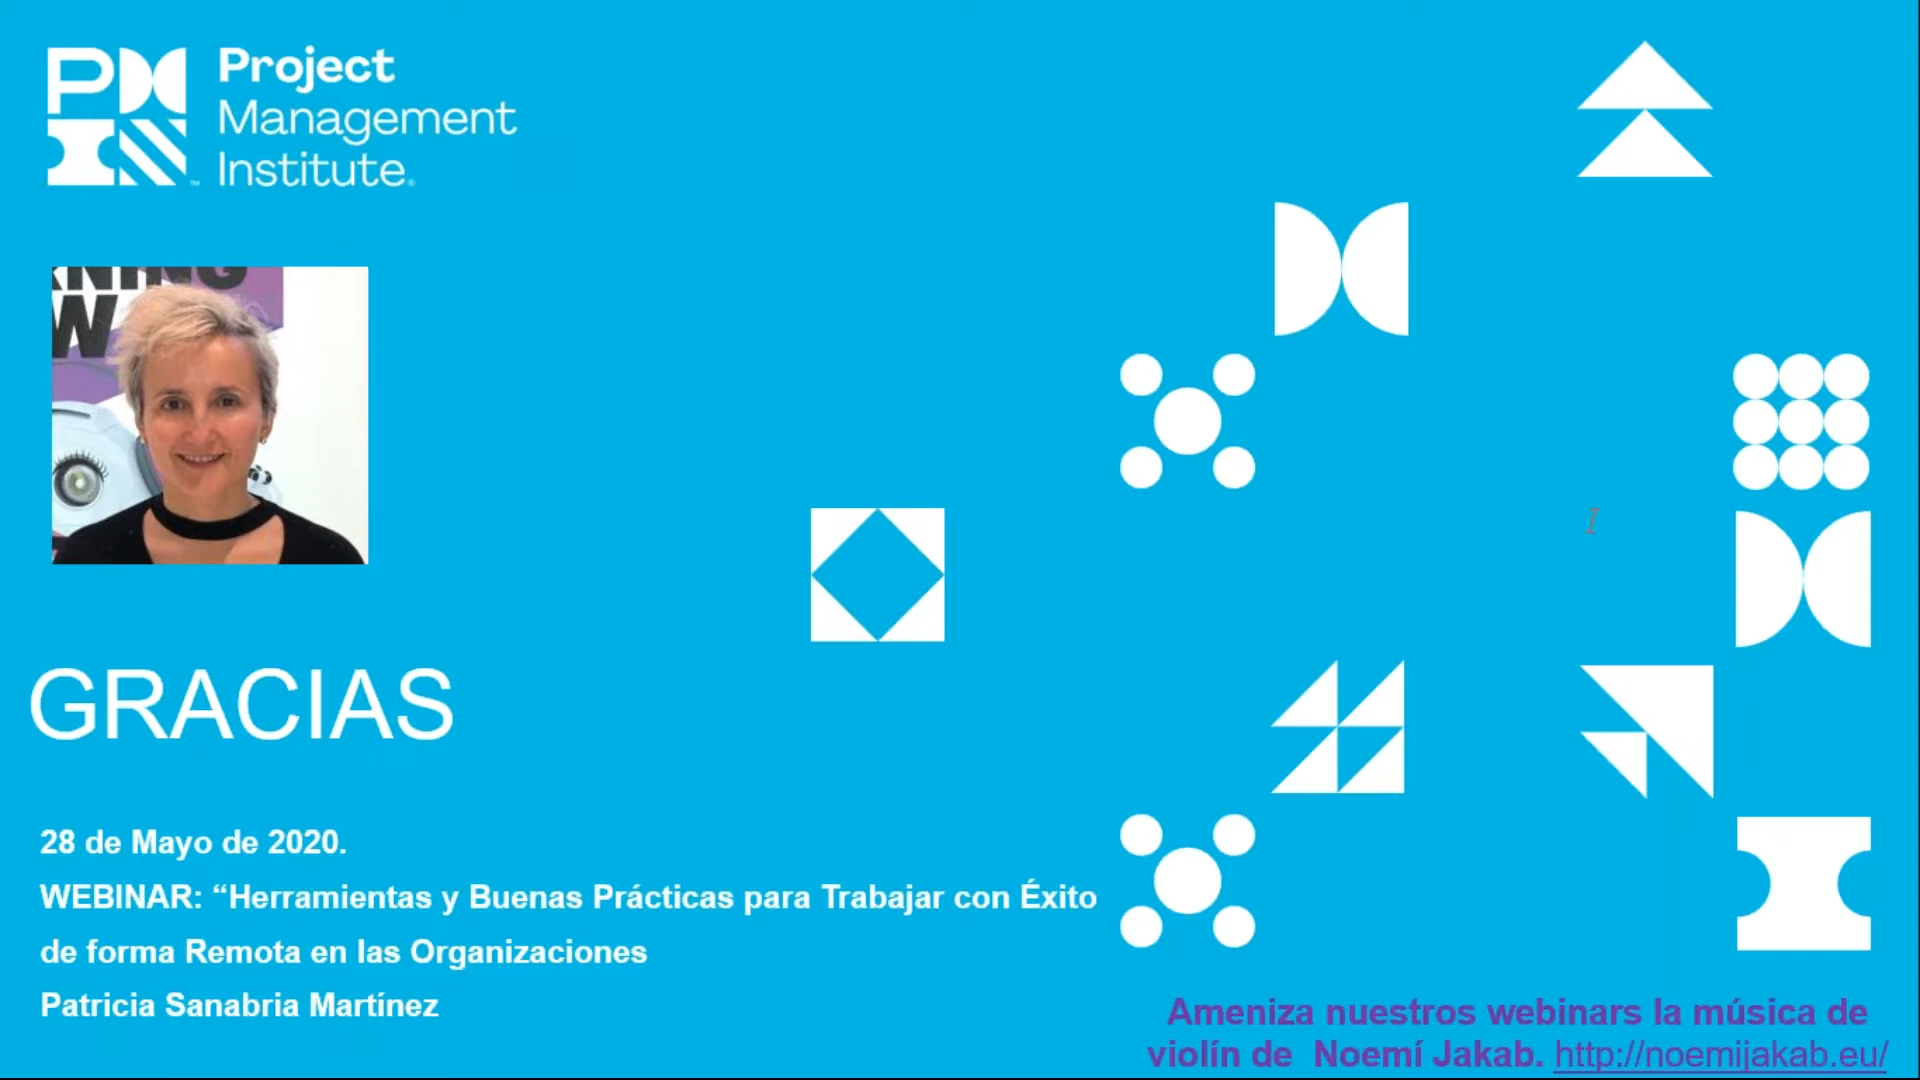 Project
Management
Institute®
RNING
W
GRACIAS
28 de Mayo de 2020.
WEBINAR: “Herramientas y Buenas Prácticas para Trabajar con Éxito
de forma Remota en las Organizaciones
Patricia Sanabria Martínez
Ameniza nuestros webinars la música de
violín de  Noemí Jakab. http://noemijakab.eu/